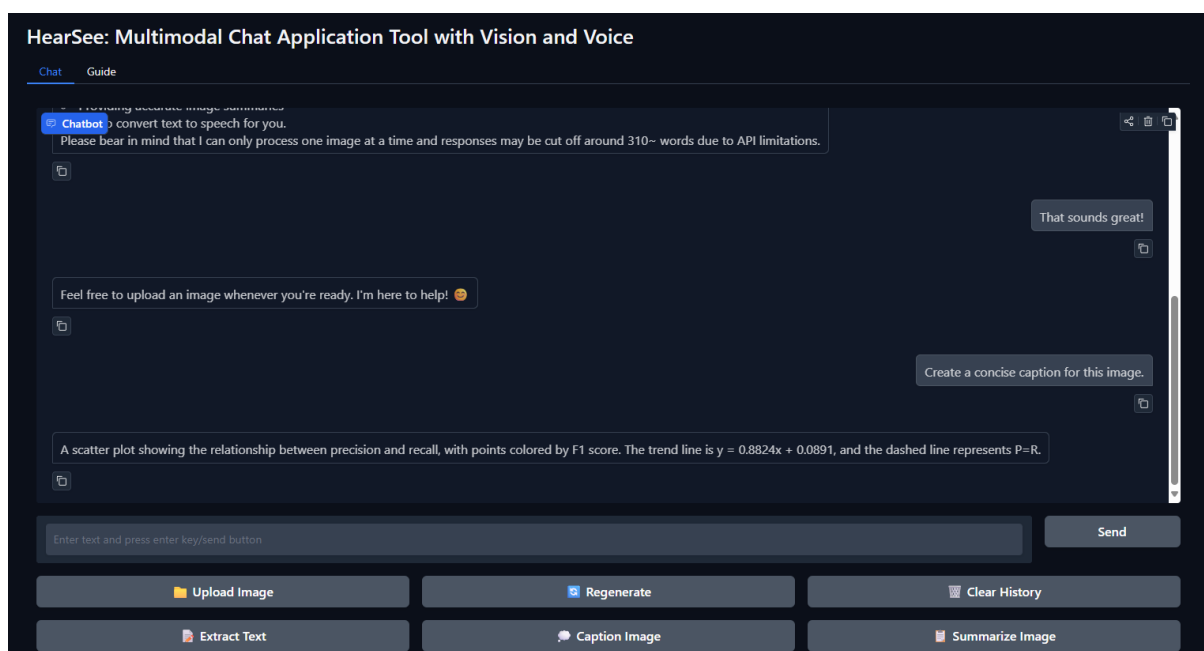 HearSee: Multimodal Chat Application Tool with Vision and Voice
Chat Guide
Providing accurate image summaries
Chatbot
convert text to speech for you.
Please bear in mind that I can only process one image at a time and responses may be cut off around 310~ words due to API limitations.
That sounds great!
Feel free to upload an image whenever you're ready. I'm here to help! 😊
Create a concise caption for this image.
A scatter plot showing the relationship between precision and recall, with points colored by F1 score. The trend line is y = 0.8824x + 0.0891, and the dashed line represents P=R.
Enter text and press enter key/send button
Send
Upload Image
Regenerate
Clear History
Extract Text
Caption Image
Summarize Image